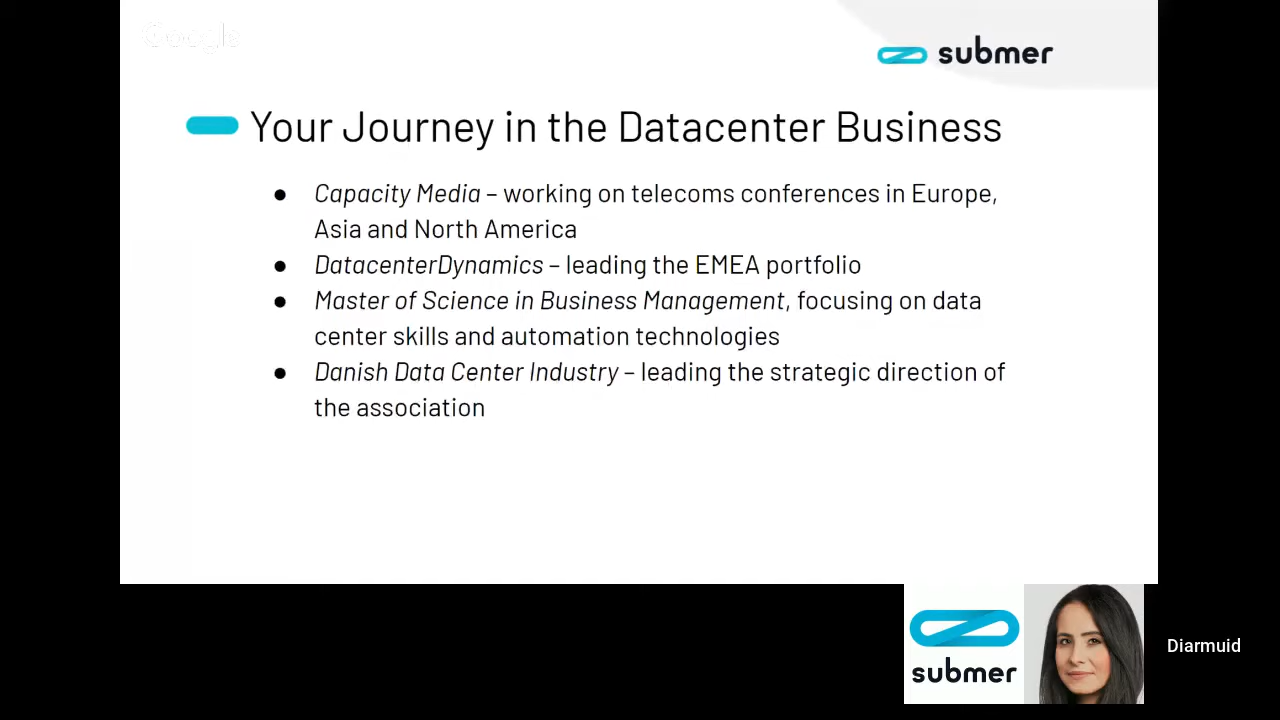 Google
submer
Your Journey in the Datacenter Business
● Capacity Media – working on telecoms conferences in Europe,
Asia and North America
● DatacenterDynamics – leading the EMEA portfolio
● Master of Science in Business Management, focusing on data
center skills and automation technologies
● Danish Data Center Industry – leading the strategic direction of
the association
submer
Diarmuid